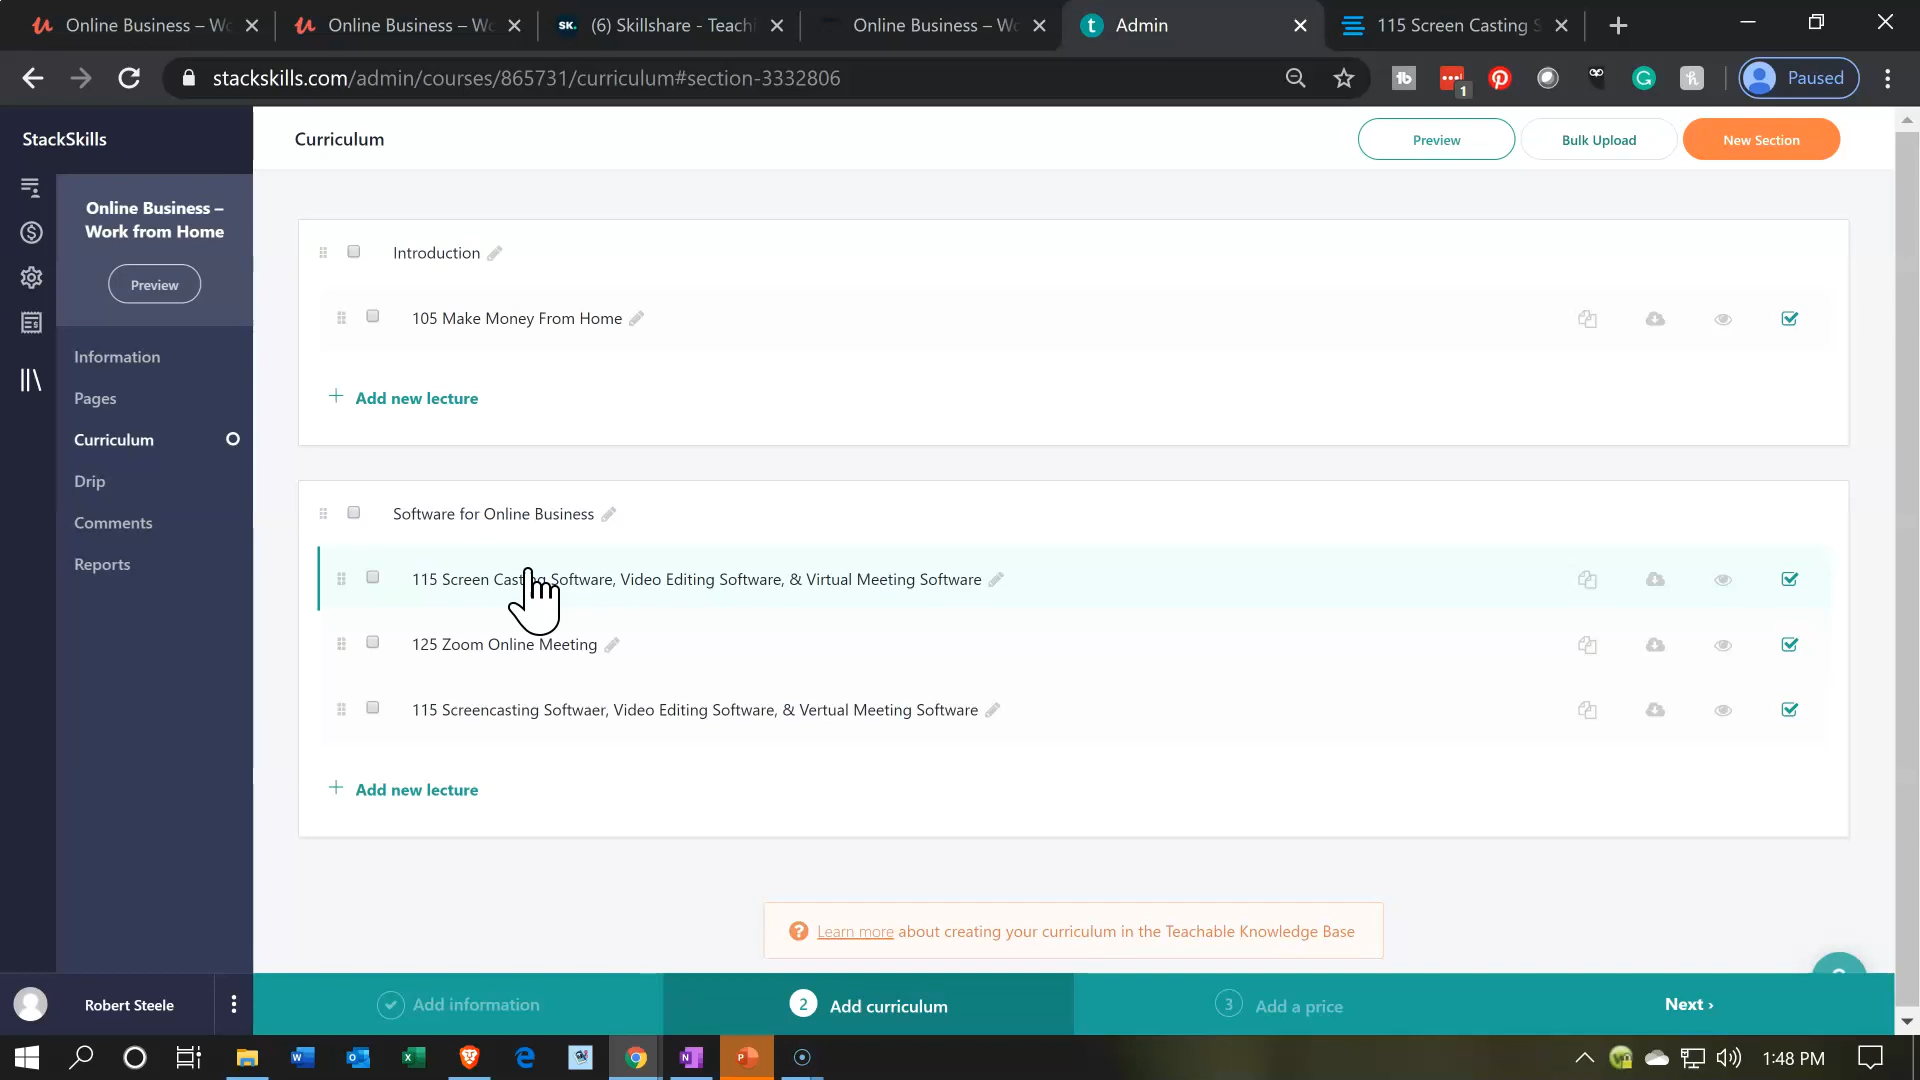 Online Business – Wo
Online Business – Wo
SK. (6) Skillshare - Teachi
Online Business – Wo
t Admin
115 Screen Casting S
stackskills.com/admin/courses/865731/curriculum#section-3332806
1
Paused
StackSkills
Curriculum
Preview
Bulk Upload
New Section
Online Business –
Work from Home
Preview
Information
Pages
Curriculum
Drip
Comments
Reports
Introduction
105 Make Money From Home
+ Add new lecture
Software for Online Business
115 Screen Casting Software, Video Editing Software, & Virtual Meeting Software
125 Zoom Online Meeting
115 Screencasting Softwaer, Video Editing Software, & Vertual Meeting Software
+ Add new lecture
? Learn more about creating your curriculum in the Teachable Knowledge Base
Robert Steele
Add information
2 Add curriculum
3 Add a price
Next ›
1:48 PM